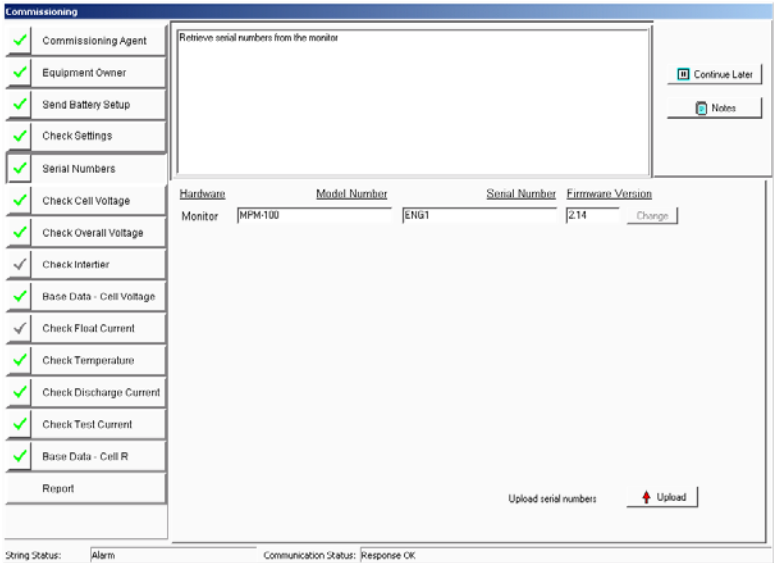 Commissioning
Commissioning Agent
Equipment Owner
Send Battery Setup
Check Settings
Serial Numbers
Check Cell Voltage
Check Overall Voltage
Check Intertier
Base Data - Cell Voltage
Check Float Current
Check Temperature
Check Discharge Current
Check Test Current
Base Data - Cell R
Report
Retrieve serial numbers from the monitor
Continue Later
Notes
Hardware Model Number Serial Number Firmware Version
Monitor MPM-100 ENG1 2.14 Change
Upload serial numbers Upload
String Status: Alarm Communication Status: Response OK